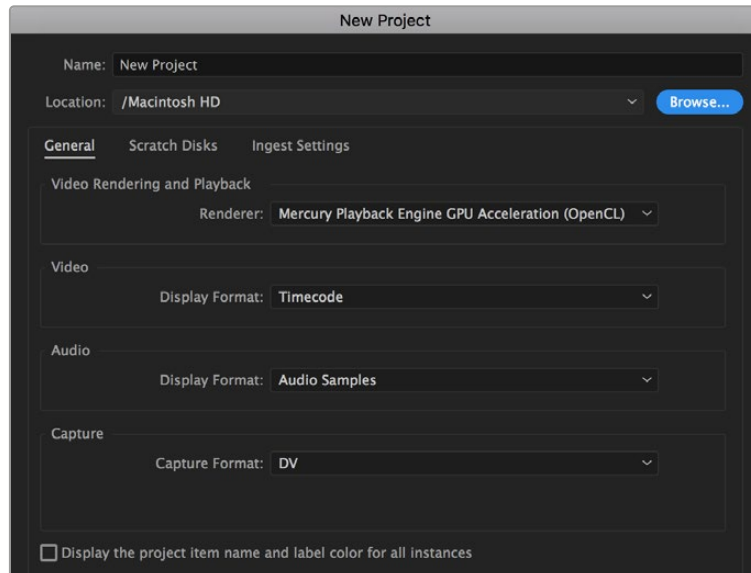 New Project
Name: New Project
Location: /Macintosh HD Browse...
General Scratch Disks Ingest Settings
Video Rendering and Playback
Renderer: Mercury Playback Engine GPU Acceleration (OpenCL)
Video
Display Format: Timecode
Audio
Display Format: Audio Samples
Capture
Capture Format: DV
Display the project item name and label color for all instances